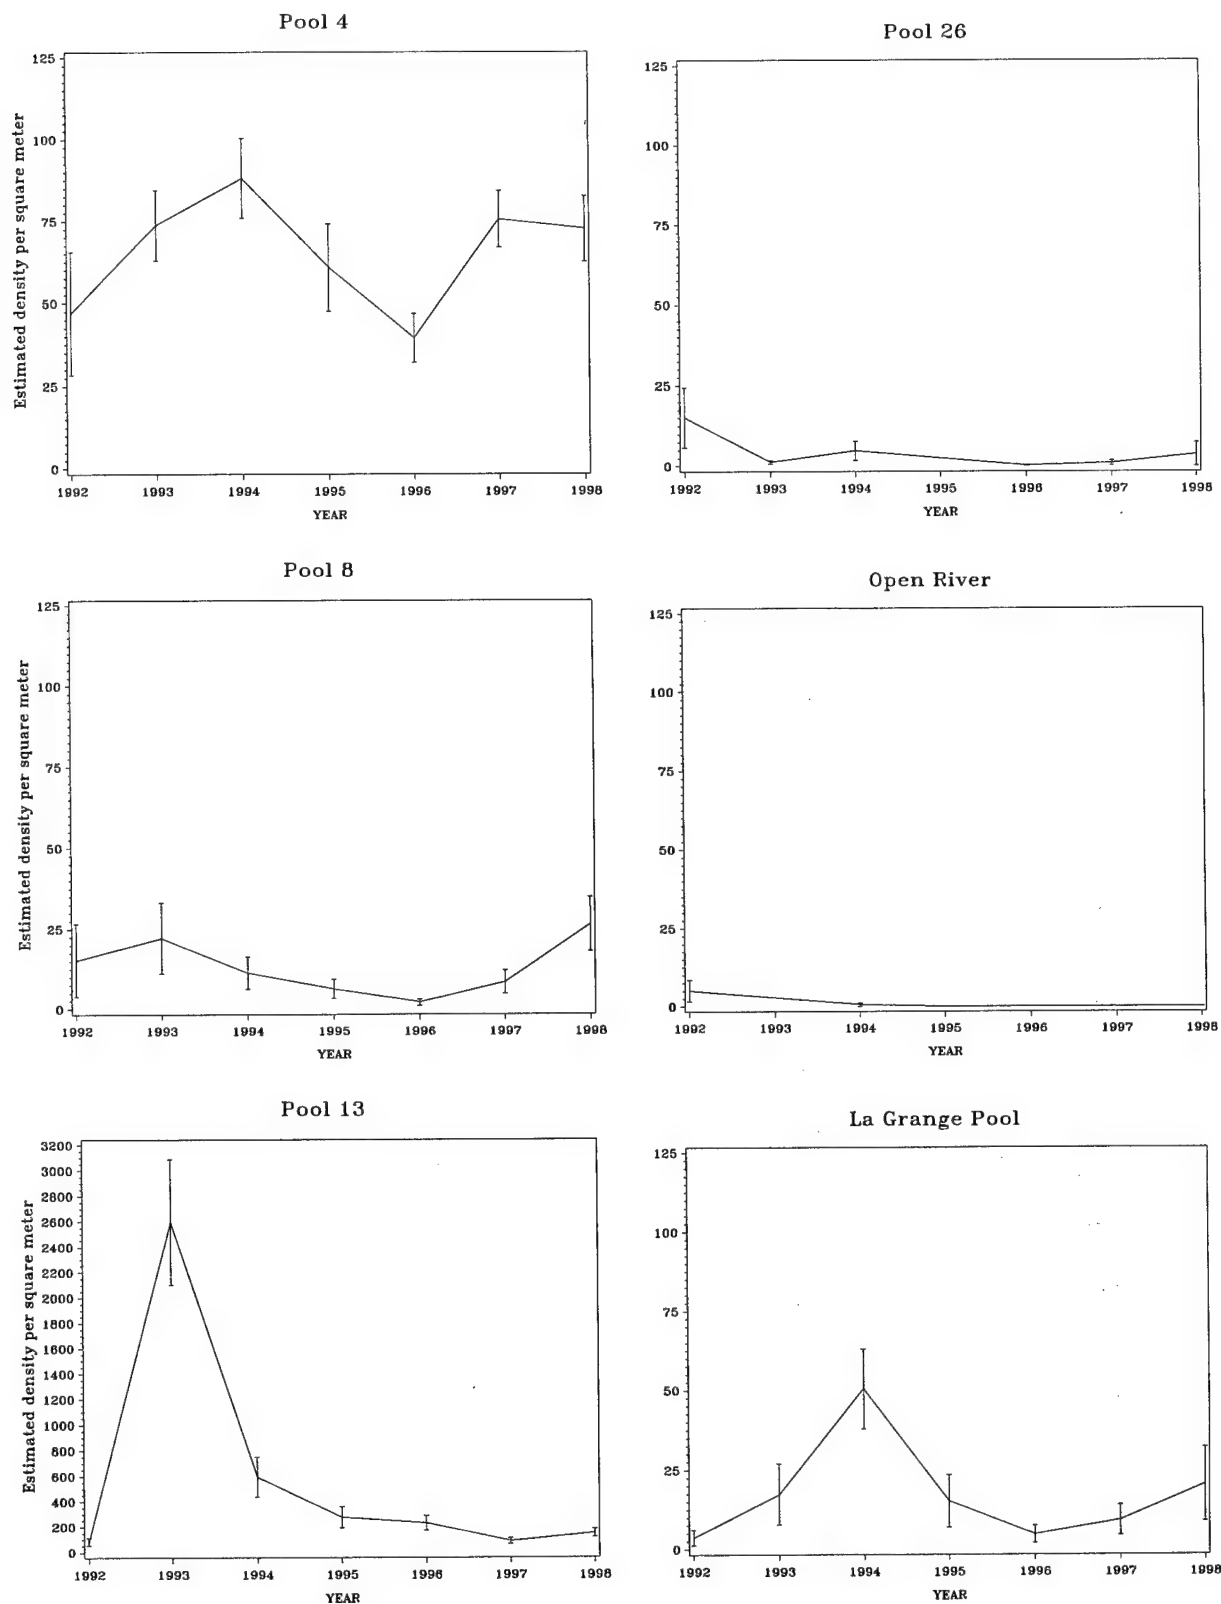 Pool 4
Estimated density per square meter
125
100
75
50
25
0
1992 1993 1994 1995 1996 1997 1998
YEAR
Pool 26
125
100
75
50
25
0
1992 1993 1994 1995 1996 1997 1998
YEAR
Pool 8
Estimated density per square meter
125
100
75
50
25
0
1992 1993 1994 1995 1996 1997 1998
YEAR
Open River
125
100
75
50
25
0
1992 1993 1994 1995 1996 1997 1998
YEAR
Pool 13
Estimated density per square meter
3200
3000
2800
2600
2400
2200
2000
1800
1600
1400
1200
1000
800
600
400
200
0
1992 1993 1994 1995 1996 1997 1998
YEAR
La Grange Pool
125
100
75
50
25
0
1992 1993 1994 1995 1996 1997 1998
YEAR